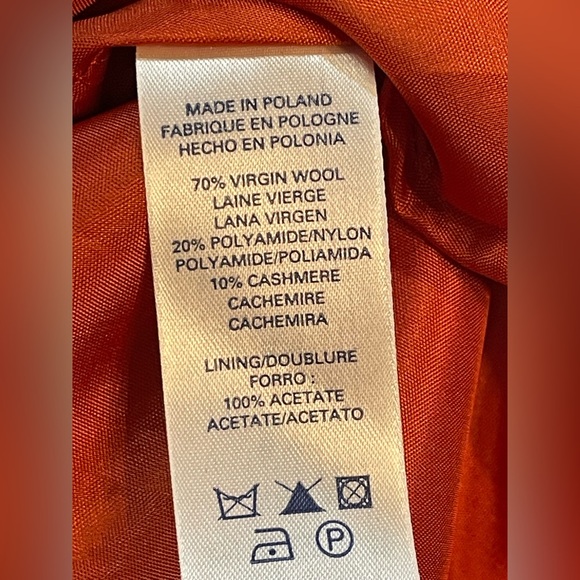 MADE IN POLAND
FABRIQUE EN POLOGNE
HECHO EN POLONIA
70% VIRGIN WOOL
LAINE VIERGE
LANA VIRGEN
20% POLYAMIDE/NYLON
POLYAMIDE/POLIAMIDA
10% CASHMERE
CACHEMIRE
CACHEMIRA
LINING/DOUBLURE
FORRO :
100% ACETATE
ACETATE/ACETATO
P